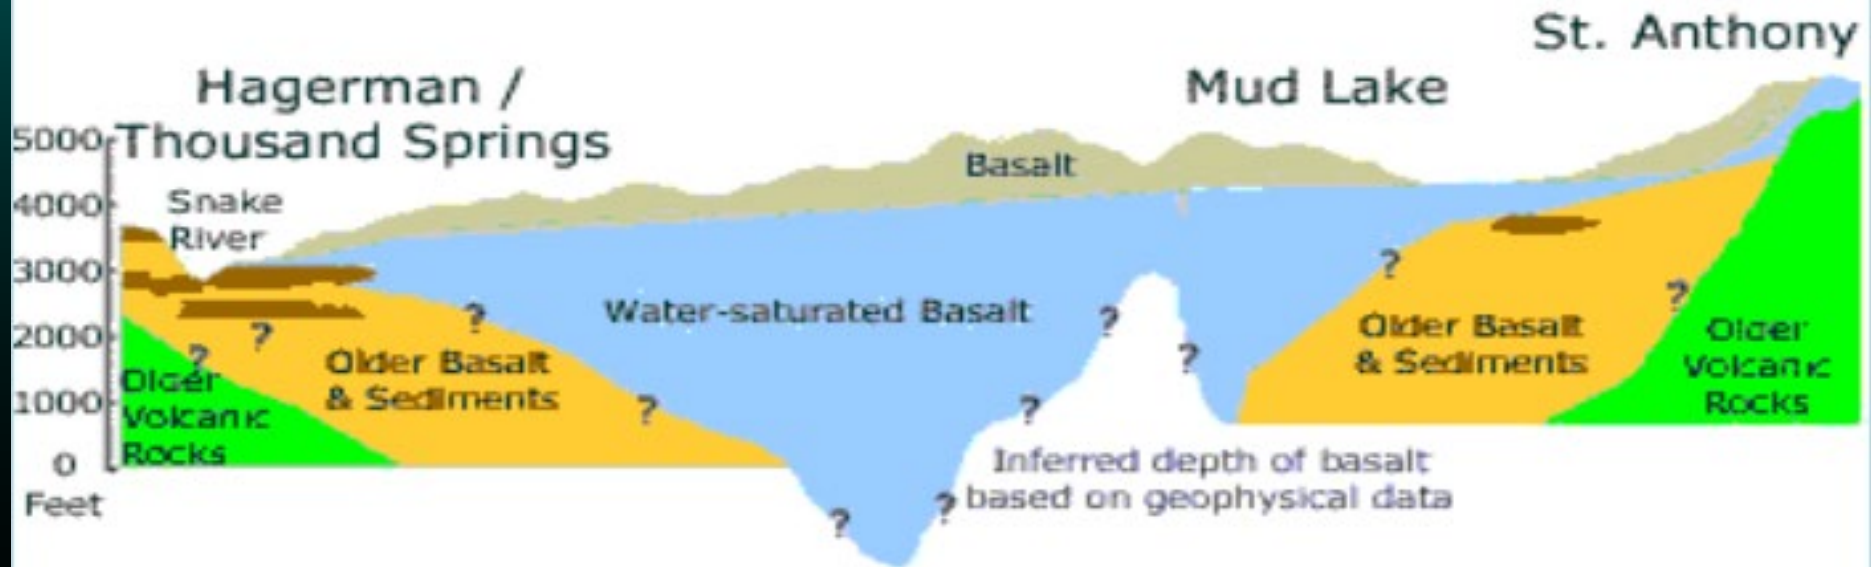 St. Anthony
Hagerman /
Thousand Springs
Mud Lake
5000
4000
3000
2000
1000
0
Feet
Snake
River
Basalt
Water-saturated Basalt
Older Basalt
& Sediments
Older Basalt
& Sediments
Older
Volcanic
Rocks
Older
Volcanic
Rocks
?
?
?
?
?
?
?
?
?
?
?
Inferred depth of basalt
based on geophysical data